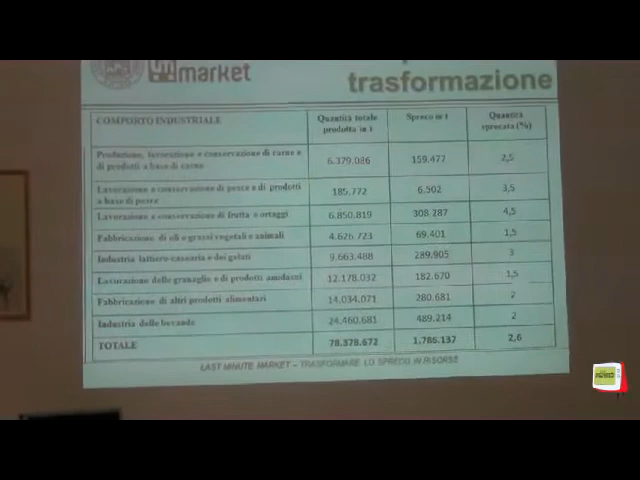 market
trasformazione
COMPORTO INDUSTRIALE Quantità totale prodotta in t Spreco in t Quantità sprecata (%)
Produzione, lavorazione e conservazione di carne e di prodotti a base di carne 6.379.086 159.477 2,5
Lavorazione e conservazione di pesce e di prodotti a base di pesce 185.772 6.502 3,5
Lavorazione e conservazione di frutta e ortaggi 6.850.819 308.287 4,5
Fabbricazione di oli e grassi vegetali e animali 4.626.723 69.401 1,5
Industria lattiero-casearia e dei gelati 9.663.488 289.905 3
Lavorazione delle granaglie e di prodotti amidacei 12.178.032 182.670 1,5
Fabbricazione di altri prodotti alimentari 14.034.071 280.681 2
Industria delle bevande 24.460.681 489.214 2
TOTALE 78.378.672 1.786.137 2,6
LAST MINUTE MARKET – TRASFORMARE LO SPRECO IN RISORSE